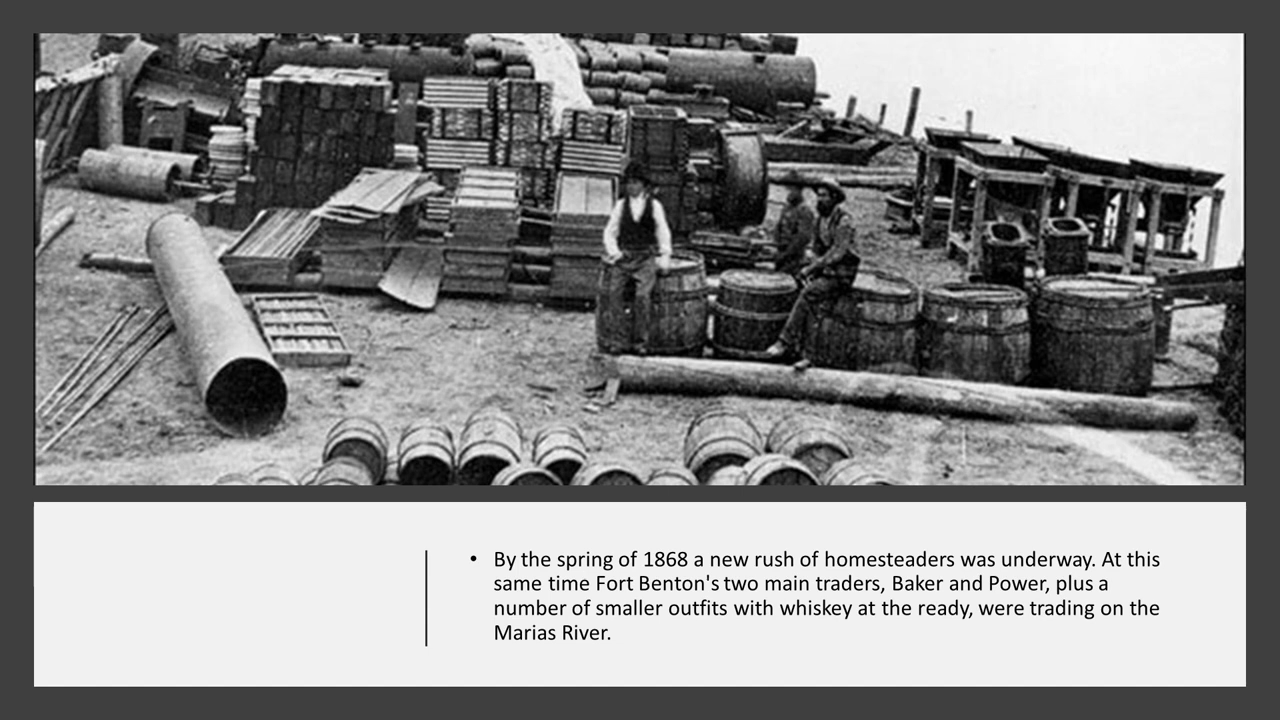 • By the spring of 1868 a new rush of homesteaders was underway. At this
same time Fort Benton's two main traders, Baker and Power, plus a
number of smaller outfits with whiskey at the ready, were trading on the
Marias River.